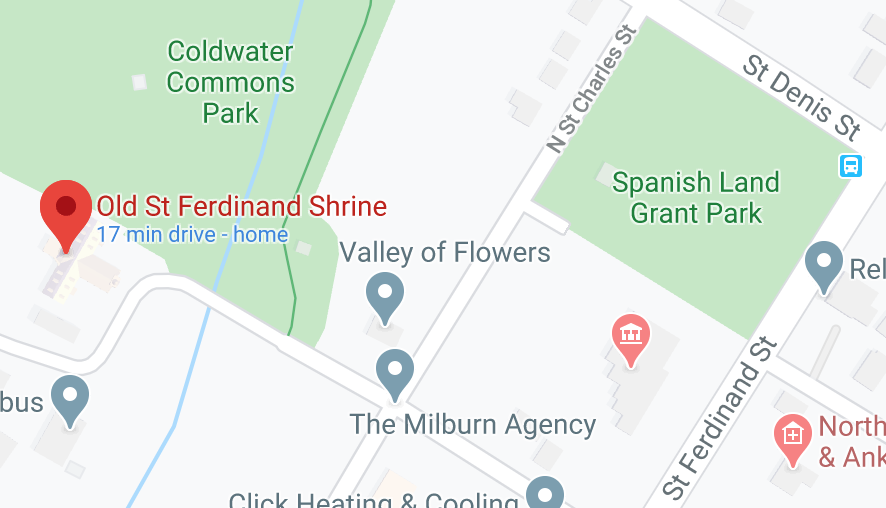 Coldwater
Commons
Park
N St Charles St
St Denis St
Spanish Land
Grant Park
Old St Ferdinand Shrine
17 min drive - home
Valley of Flowers
Rel
bus
The Milburn Agency
St Ferdinand St
North
& Ank
Click Heating & Cooling